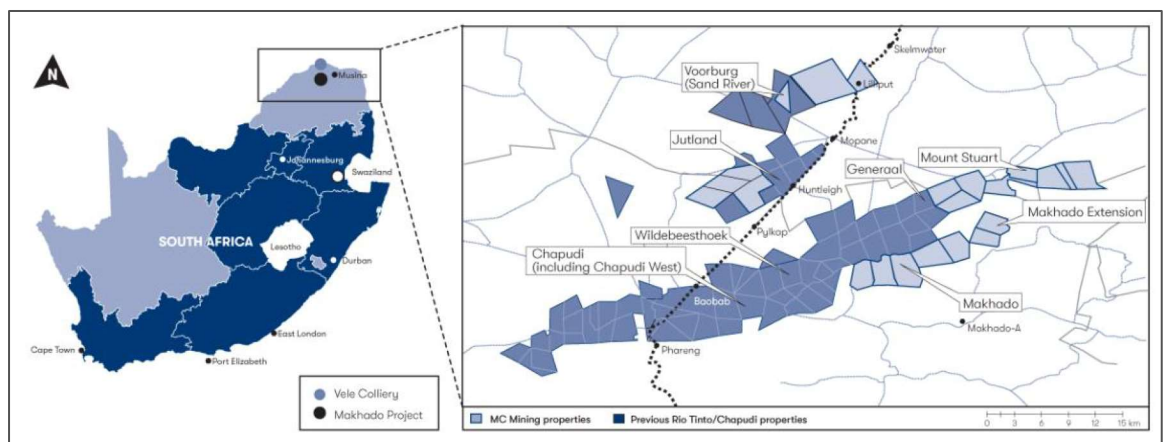 N
Musina
Johannesburg
Swaziland
SOUTH AFRICA
Lesotho
Durban
East London
Cape Town
Port Elizabeth
Vele Colliery
Makhado Project
Skelmwater
Voorburg
(Sand River)
Lilliput
Jutland
Mopane
Generaal
Mount Stuart
Huntleigh
Makhado Extension
Pylkop
Wildebeesthoek
Chapudi
(including Chapudi West)
Baobab
Makhado
Makhado-A
Phareng
MC Mining properties
Previous Rio Tinto/Chapudi properties
0 3 6 9 12 15 km